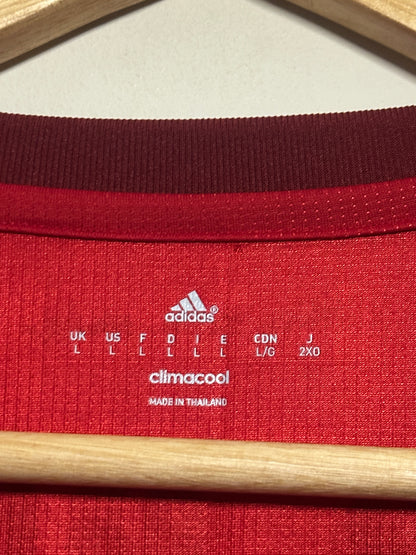 adidas®
UK US F D I E CDN J
L L L L L L L/G 2XO
climacool
MADE IN THAILAND